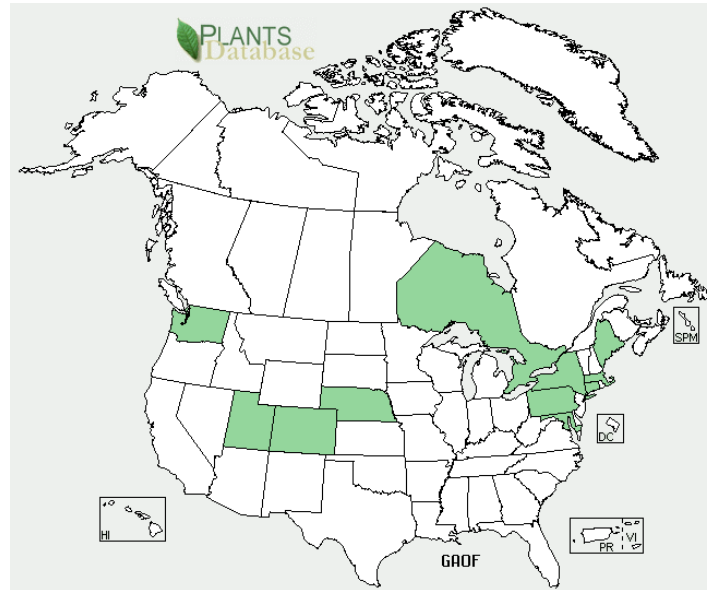 PLANTS
Database
SPM
DC
HI
PR
VI
GAOF